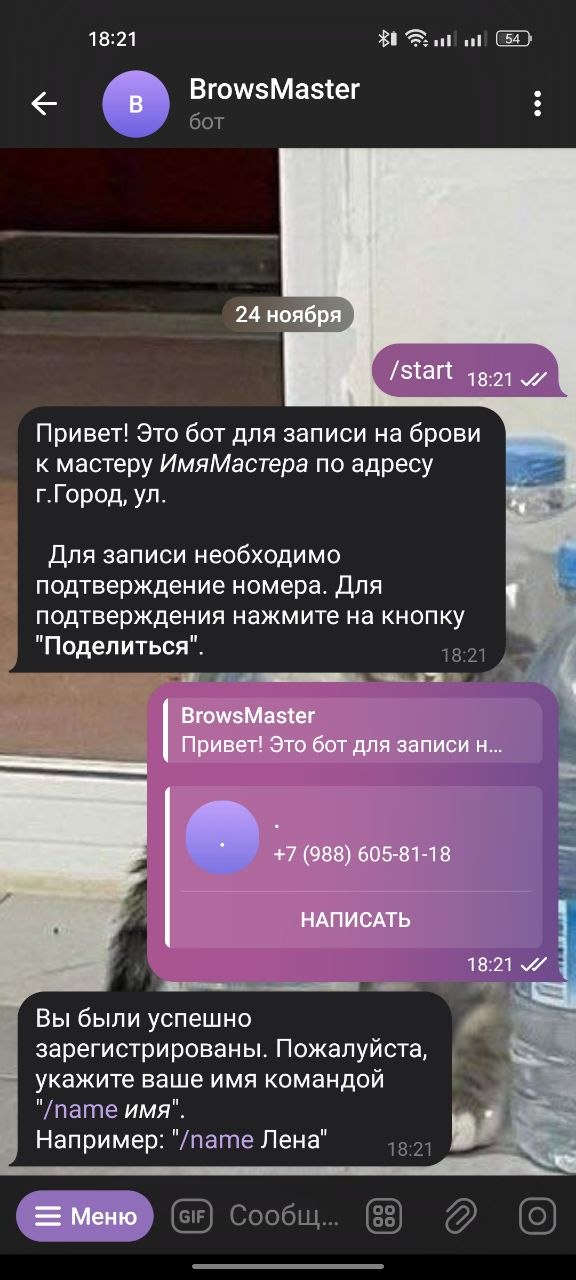 18:21
54
B
BrowsMaster
бот
24 ноября
/start 18:21
Привет! Это бот для записи на брови
к мастеру ИмяМастера по адресу
г.Город, ул.
Для записи необходимо
подтверждение номера. Для
подтверждения нажмите на кнопку
"Поделиться".
18:21
BrowsMaster
Привет! Это бот для записи н...
.
.
+7 (988) 605-81-18
НАПИСАТЬ
18:21
Вы были успешно
зарегистрированы. Пожалуйста,
укажите ваше имя командой
"/name имя".
Например: "/name Лена"
18:21
Меню
GIF
Сообщ...